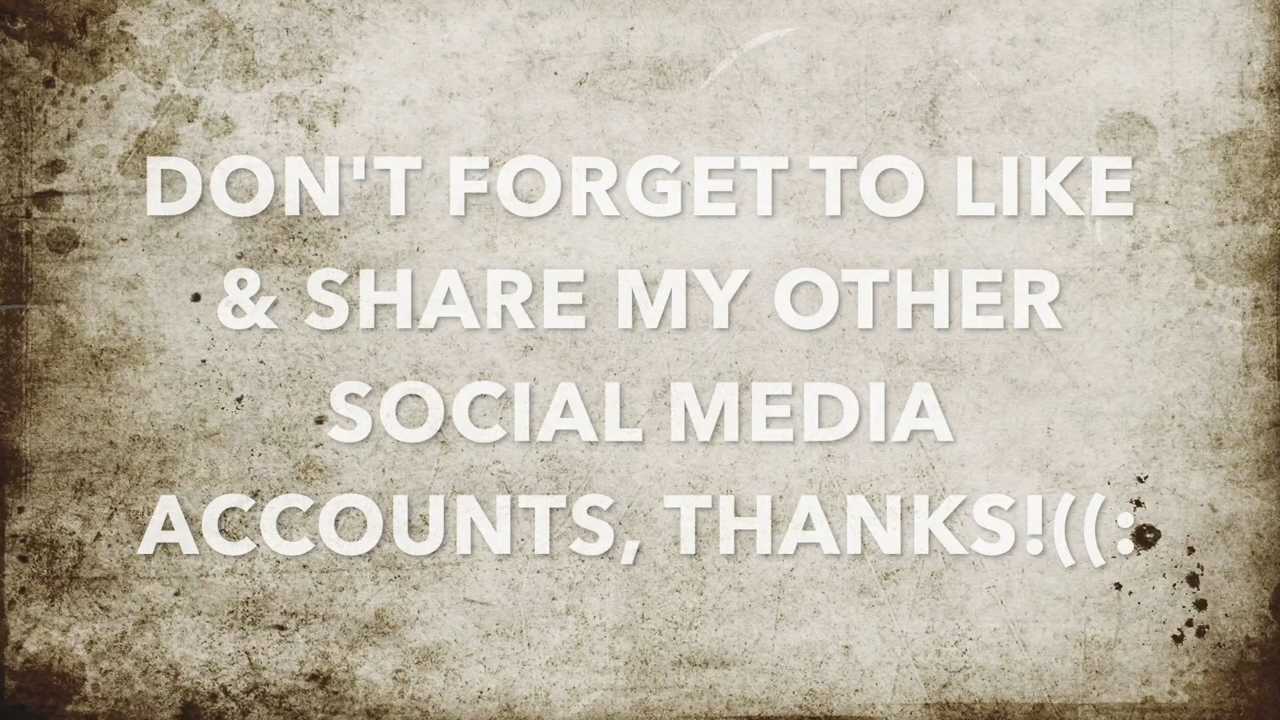 DON'T FORGET TO LIKE
& SHARE MY OTHER
SOCIAL MEDIA
ACCOUNTS, THANKS!((: